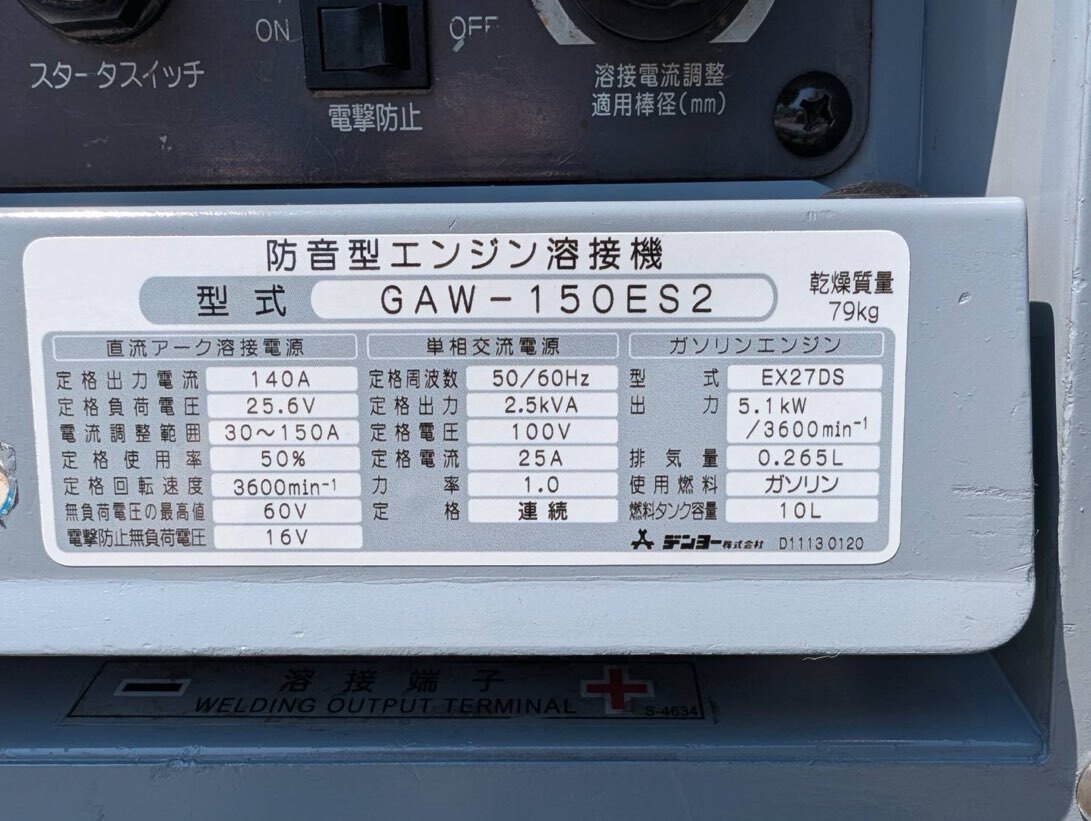 ON
OFF
スタータスイッチ
電撃防止
溶接電流調整
適用棒径(mm)
防音型エンジン溶接機
型式 GAW-150ES2
乾燥質量
79kg
直流アーク溶接電源
定格出力電流 140A
定格負荷電圧 25.6V
電流調整範囲 30～150A
定格使用率 50%
定格回転速度 3600min-1
無負荷電圧の最高値 60V
電撃防止無負荷電圧 16V
単相交流電源
定格周波数 50/60Hz
定格出力 2.5kVA
定格電圧 100V
定格電流 25A
力率 1.0
定格 連続
ガソリンエンジン
型式 EX27DS
出力 5.1kW
/3600min-1
排気量 0.265L
使用燃料 ガソリン
燃料タンク容量 10L
デンヨー株式会社 D1113 0120
溶接端子
WELDING OUTPUT TERMINAL
S-4634